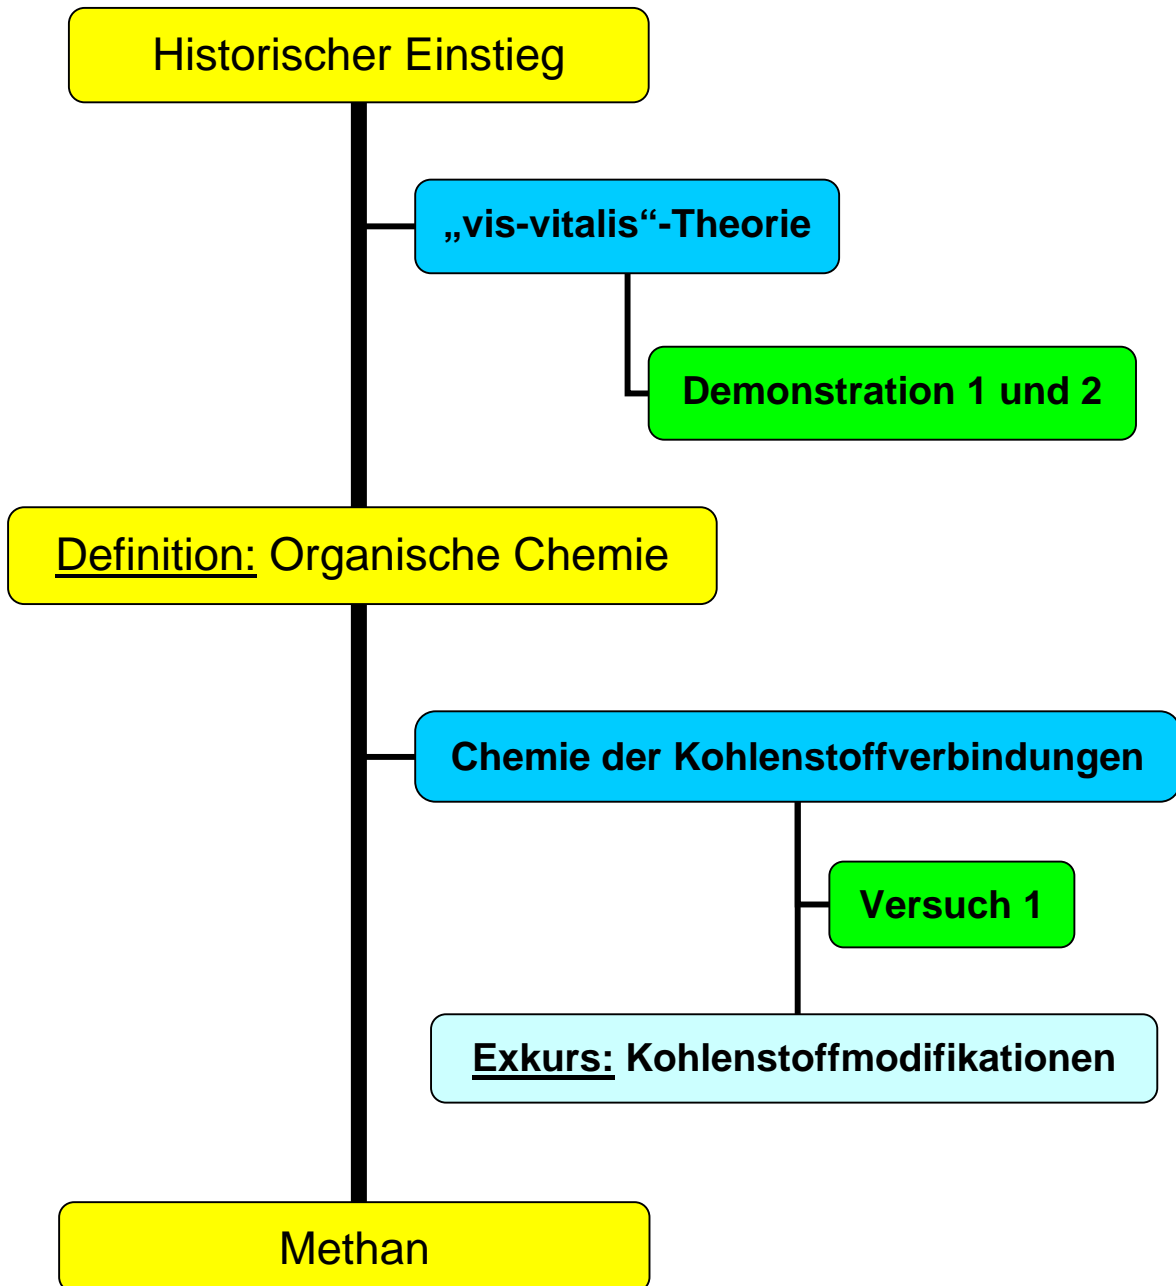 Historischer Einstieg
„vis-vitalis“-Theorie
Demonstration 1 und 2
Definition: Organische Chemie
Chemie der Kohlenstoffverbindungen
Versuch 1
Exkurs: Kohlenstoffmodifikationen
Methan